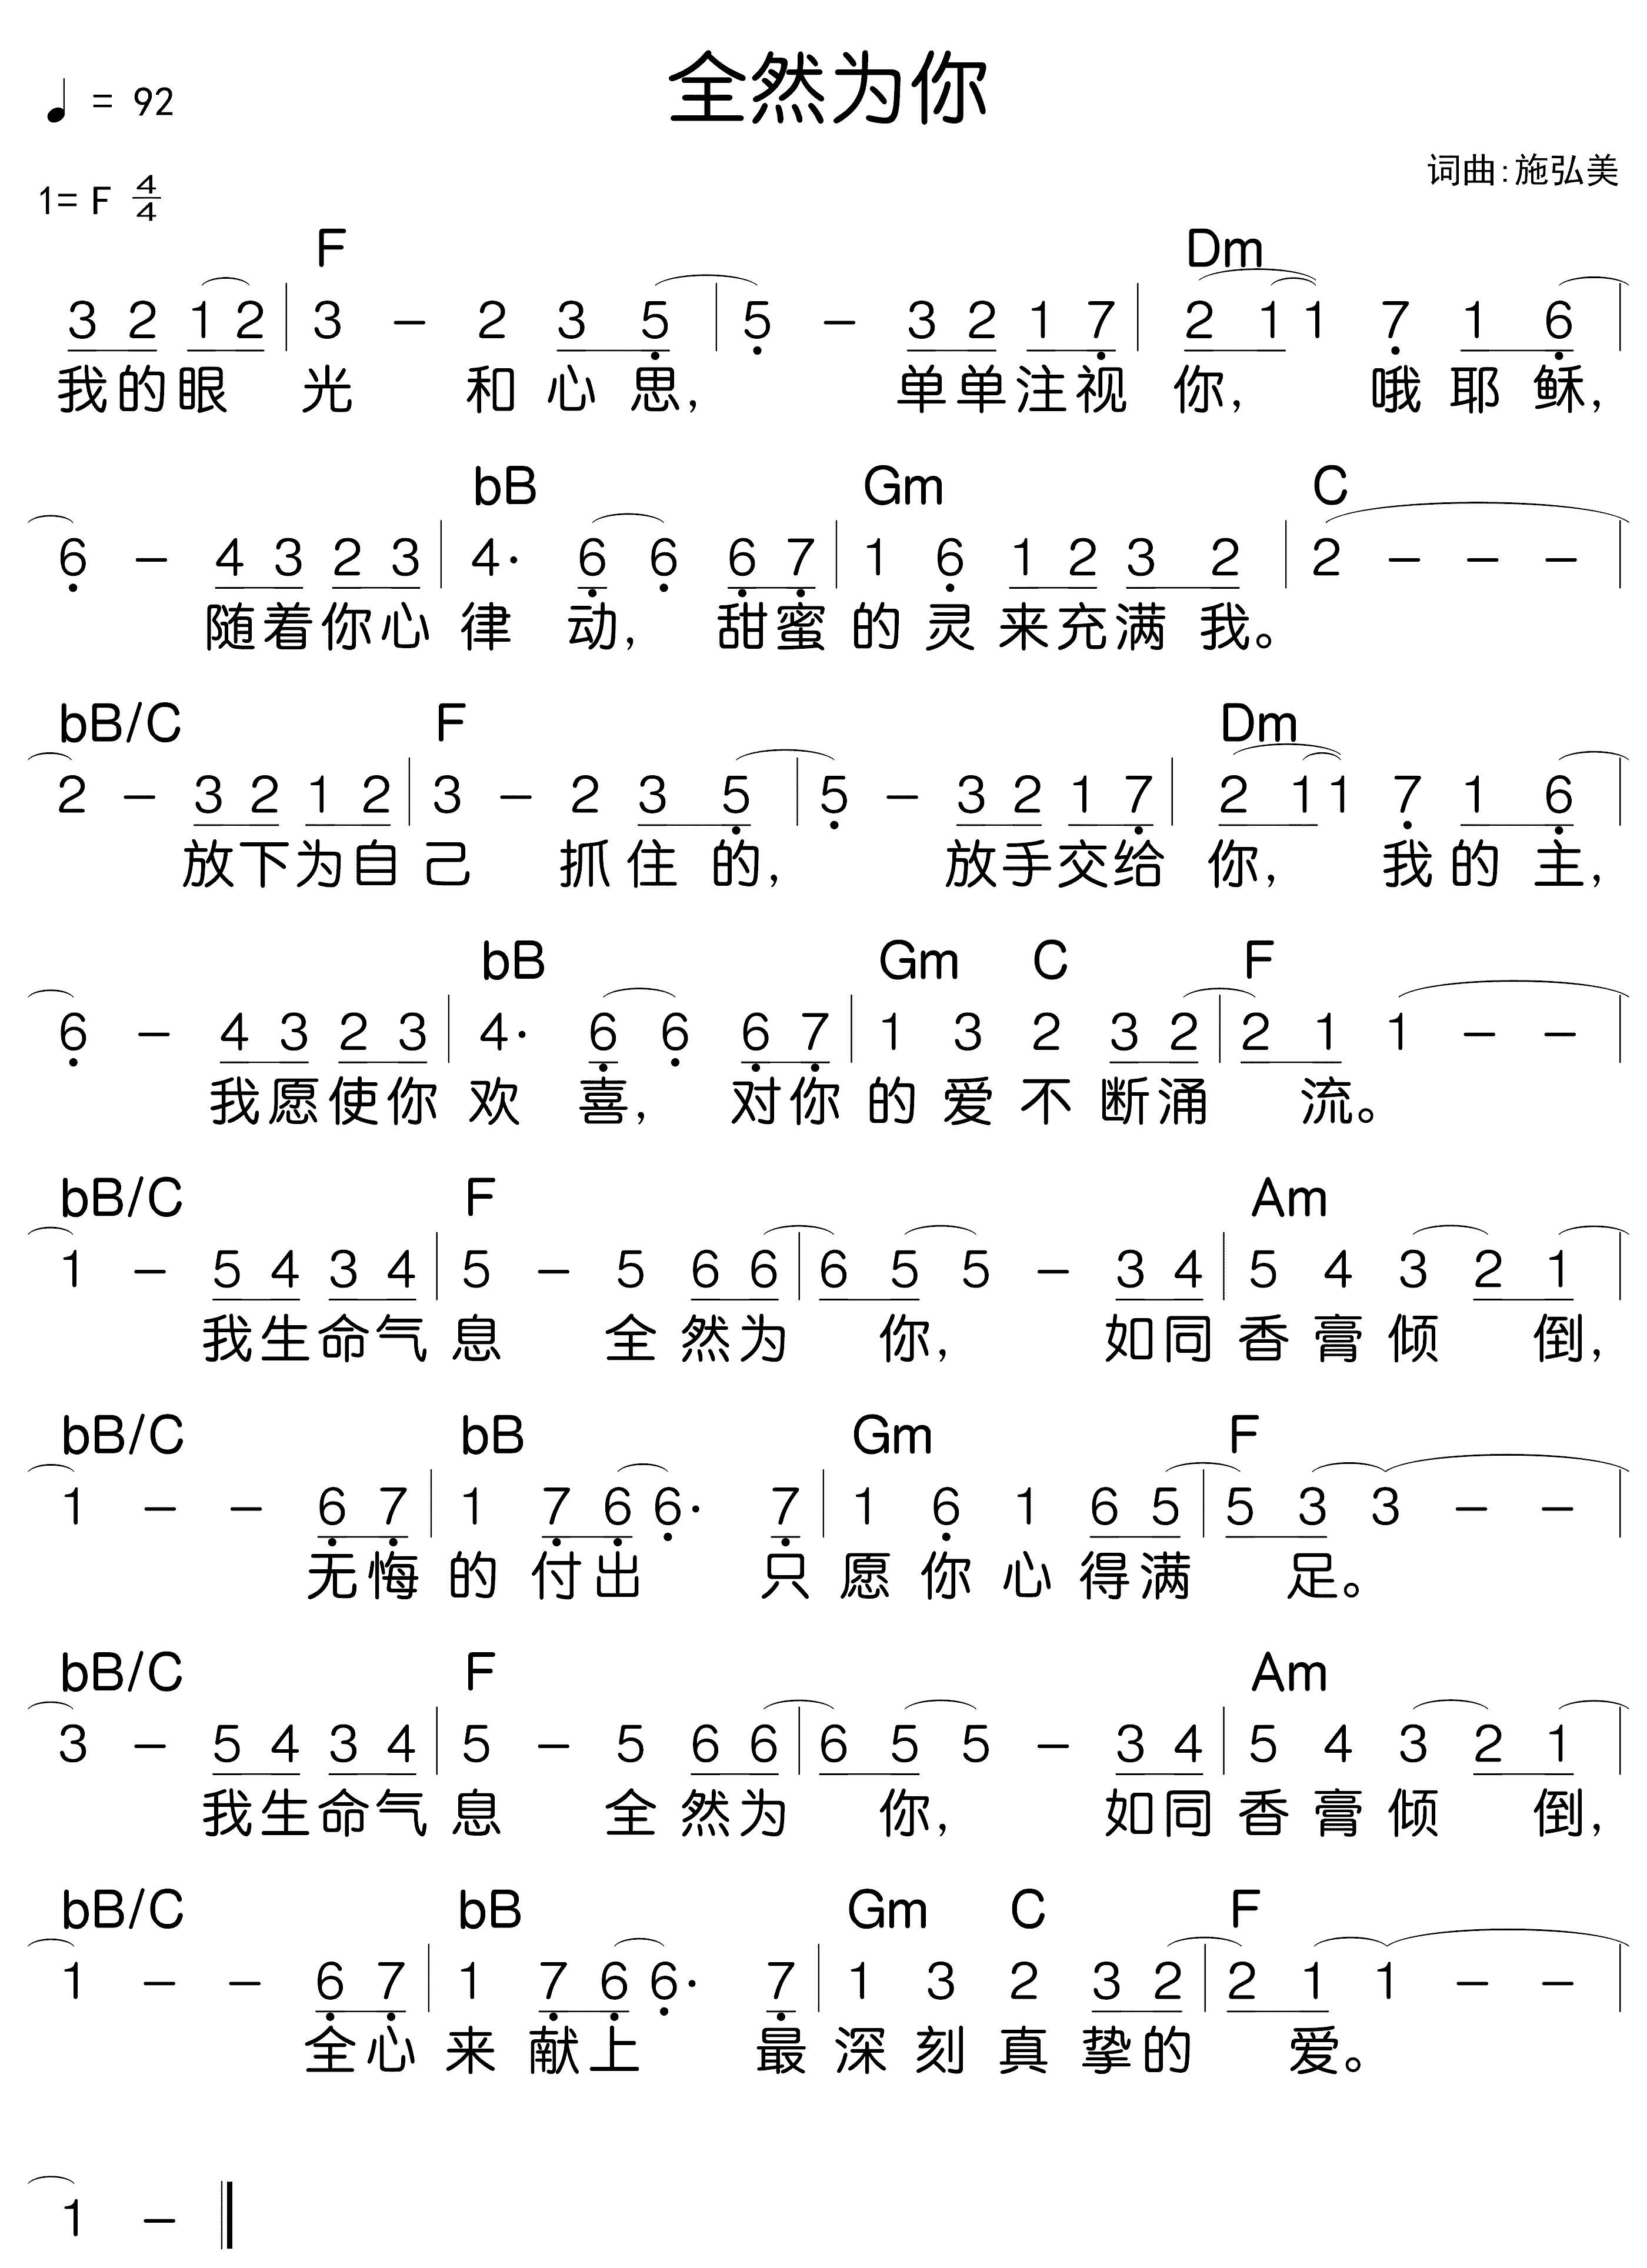 全然为你
♩ = 92
词曲:施弘美
1= F 4/4
F Dm
3 2 1 2 | 3 - 2 3 5 | 5 - 3 2 1 7 | 2 1 1 7 1 6 |
我的眼 光 和心思, 单单注视 你, 哦耶稣,
bB Gm C
6 - 4 3 2 3 | 4· 6 6 6 7 | 1 6 1 2 3 2 | 2 - - - |
随着你心 律 动, 甜蜜的灵来充满我。
bB/C F Dm
2 - 3 2 1 2 | 3 - 2 3 5 | 5 - 3 2 1 7 | 2 1 1 7 1 6 |
放下为自己 抓住的, 放手交给 你, 我的主,
bB Gm C F
6 - 4 3 2 3 | 4· 6 6 6 7 | 1 3 2 3 2 | 2 1 1 - - |
我愿使你 欢 喜, 对你的爱不断涌 流。
bB/C F Am
1 - 5 4 3 4 | 5 - 5 6 6 | 6 5 5 - 3 4 | 5 4 3 2 1 |
我生命气息 全然为 你, 如同香膏倾 倒,
bB/C bB Gm F
1 - - 6 7 | 1 7 6 6· 7 | 1 6 1 6 5 | 5 3 3 - - |
无悔的付出 只愿你心得满 足。
bB/C F Am
3 - 5 4 3 4 | 5 - 5 6 6 | 6 5 5 - 3 4 | 5 4 3 2 1 |
我生命气息 全然为 你, 如同香膏倾 倒,
bB/C bB Gm C F
1 - - 6 7 | 1 7 6 6· 7 | 1 3 2 3 2 | 2 1 1 - - |
全心来献上 最深刻真挚的 爱。
1 - ‖